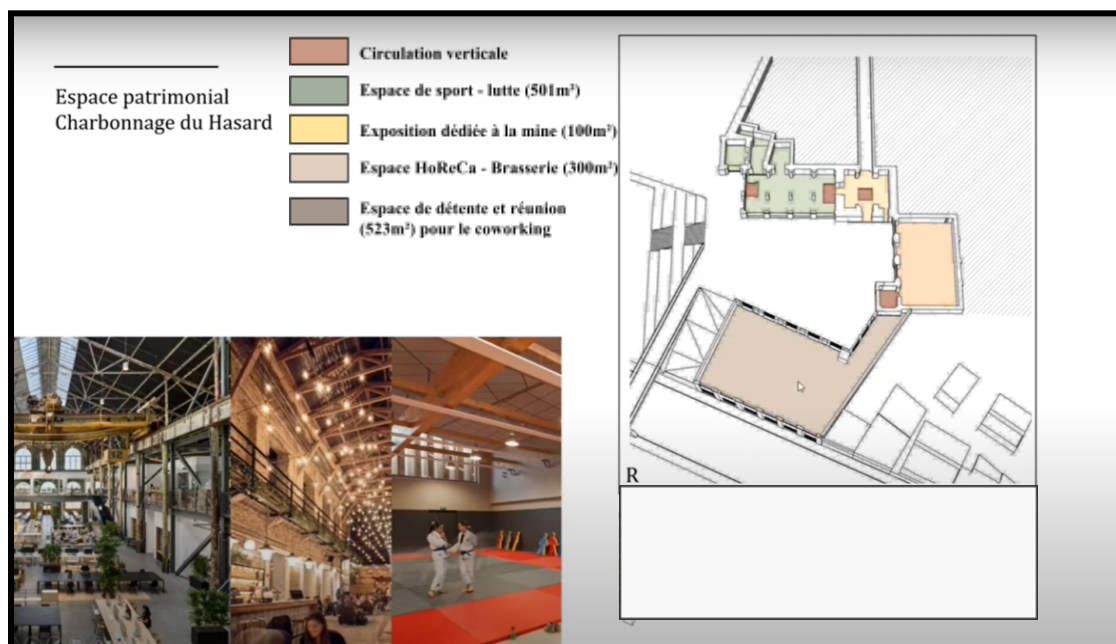 Espace patrimonial
Charbonnage du Hasard
Circulation verticale
Espace de sport - lutte (501m²)
Exposition dédiée à la mine (100m²)
Espace HoReCa - Brasserie (300m²)
Espace de détente et réunion
(523m²) pour le coworking
R